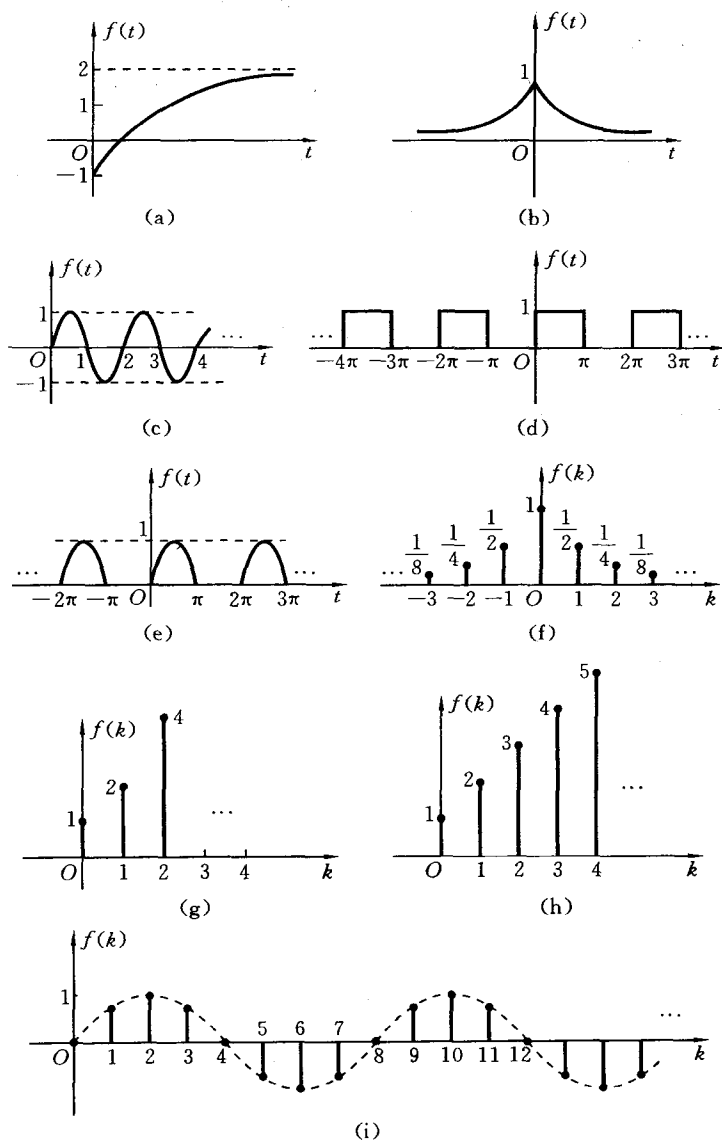 f(t)
2
1
O
t
-1
(a)
f(t)
1
O
t
(b)
f(t)
1
O
1 2 3 4
t
-1
...
(c)
f(t)
1
... ...
-4π -3π -2π -π O π 2π 3π t
(d)
f(t)
1
... ...
-2π -π O π 2π 3π t
(e)
f(k)
1
1/8 1/4 1/2 1/2 1/4 1/8
... ...
-3 -2 -1 O 1 2 3 k
(f)
f(k)
4
2
1
...
O 1 2 3 4 k
(g)
f(k)
5
4
3
2
1
...
O 1 2 3 4 k
(h)
f(k)
1
...
5 6 7
O 1 2 3 4 8 9 10 11 12 k
(i)